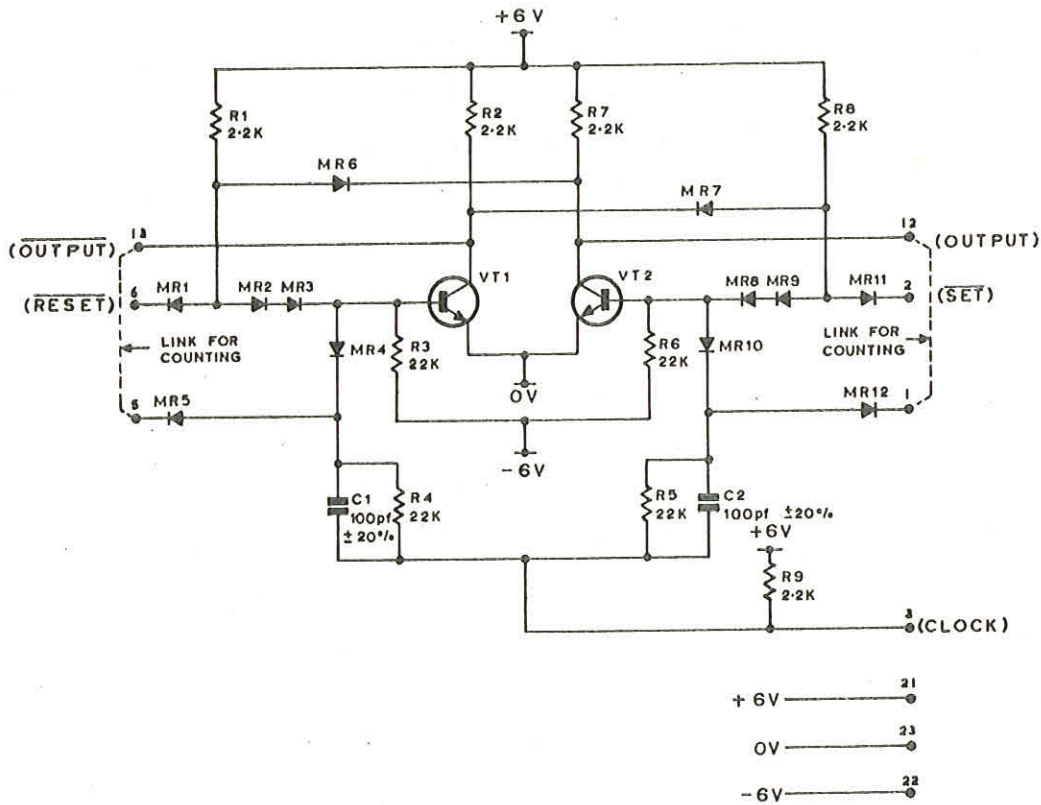 +6V
R1
2·2K
R2
2·2K
R7
2·2K
R8
2·2K
MR6
MR7
13
(OUTPUT)
12
(OUTPUT)
6
(RESET)
MR1
MR2
MR3
VT1
VT2
MR8
MR9
MR11
2
(SET)
LINK FOR
COUNTING
MR4
R3
22K
R6
22K
MR10
LINK FOR
COUNTING
0V
5
MR5
MR12
1
-6V
C1
100pf
±20%
R4
22K
R5
22K
C2
100pf ±20%
+6V
R9
2·2K
3
(CLOCK)
+6V
21
0V
23
-6V
22